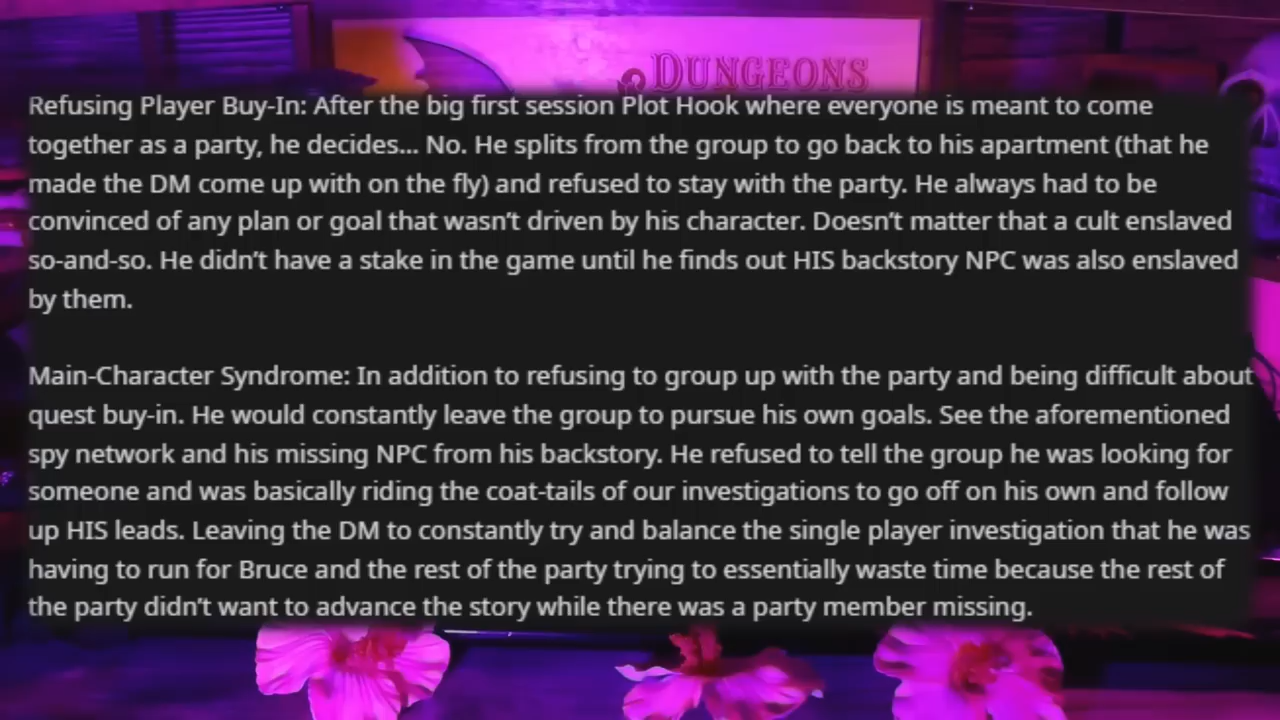 DUNGEONS
Refusing Player Buy-In: After the big first session Plot Hook where everyone is meant to come
together as a party, he decides... No. He splits from the group to go back to his apartment (that he
made the DM come up with on the fly) and refused to stay with the party. He always had to be
convinced of any plan or goal that wasn't driven by his character. Doesn't matter that a cult enslaved
so-and-so. He didn't have a stake in the game until he finds out HIS backstory NPC was also enslaved
by them.
Main-Character Syndrome: In addition to refusing to group up with the party and being difficult about
quest buy-in. He would constantly leave the group to pursue his own goals. See the aforementioned
spy network and his missing NPC from his backstory. He refused to tell the group he was looking for
someone and was basically riding the coat-tails of our investigations to go off on his own and follow
up HIS leads. Leaving the DM to constantly try and balance the single player investigation that he was
having to run for Bruce and the rest of the party trying to essentially waste time because the rest of
the party didn't want to advance the story while there was a party member missing.